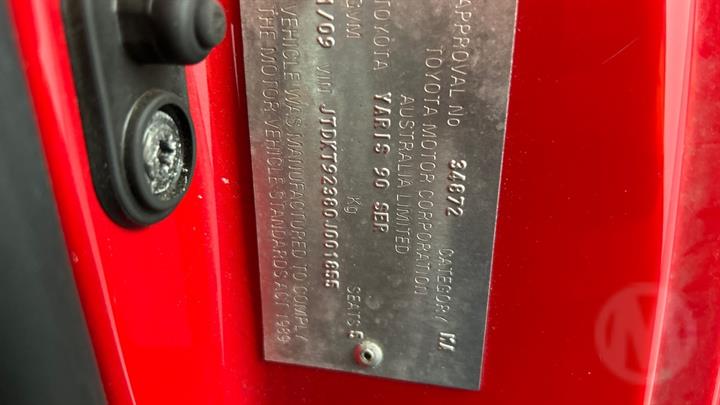 APPROVAL No 34872 CATEGORY MA
TOYOTA MOTOR CORPORATION
AUSTRALIA LIMITED
TOYOTA YARIS 90 SER
GVM Kg SEATS:5
1/09 VIN
VEHICLE WAS MANUFACTURED TO COMPLY
THE MOTOR VEHICLE STANDARDS ACT 1989